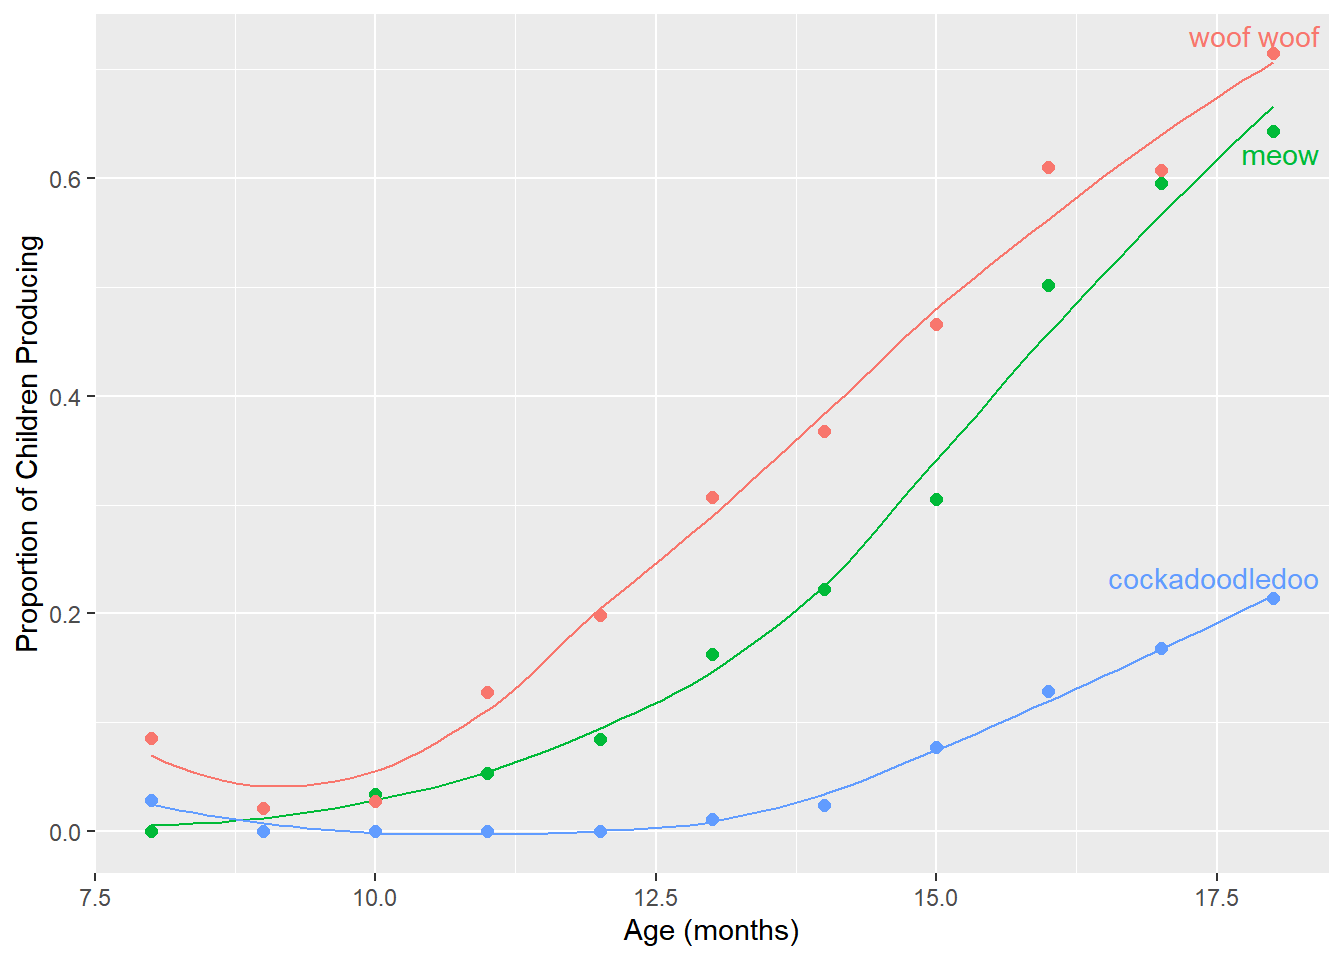 woof woof
meow
cockadoodledoo
0.6
0.4
0.2
0.0
Proportion of Children Producing
7.5 10.0 12.5 15.0 17.5
Age (months)